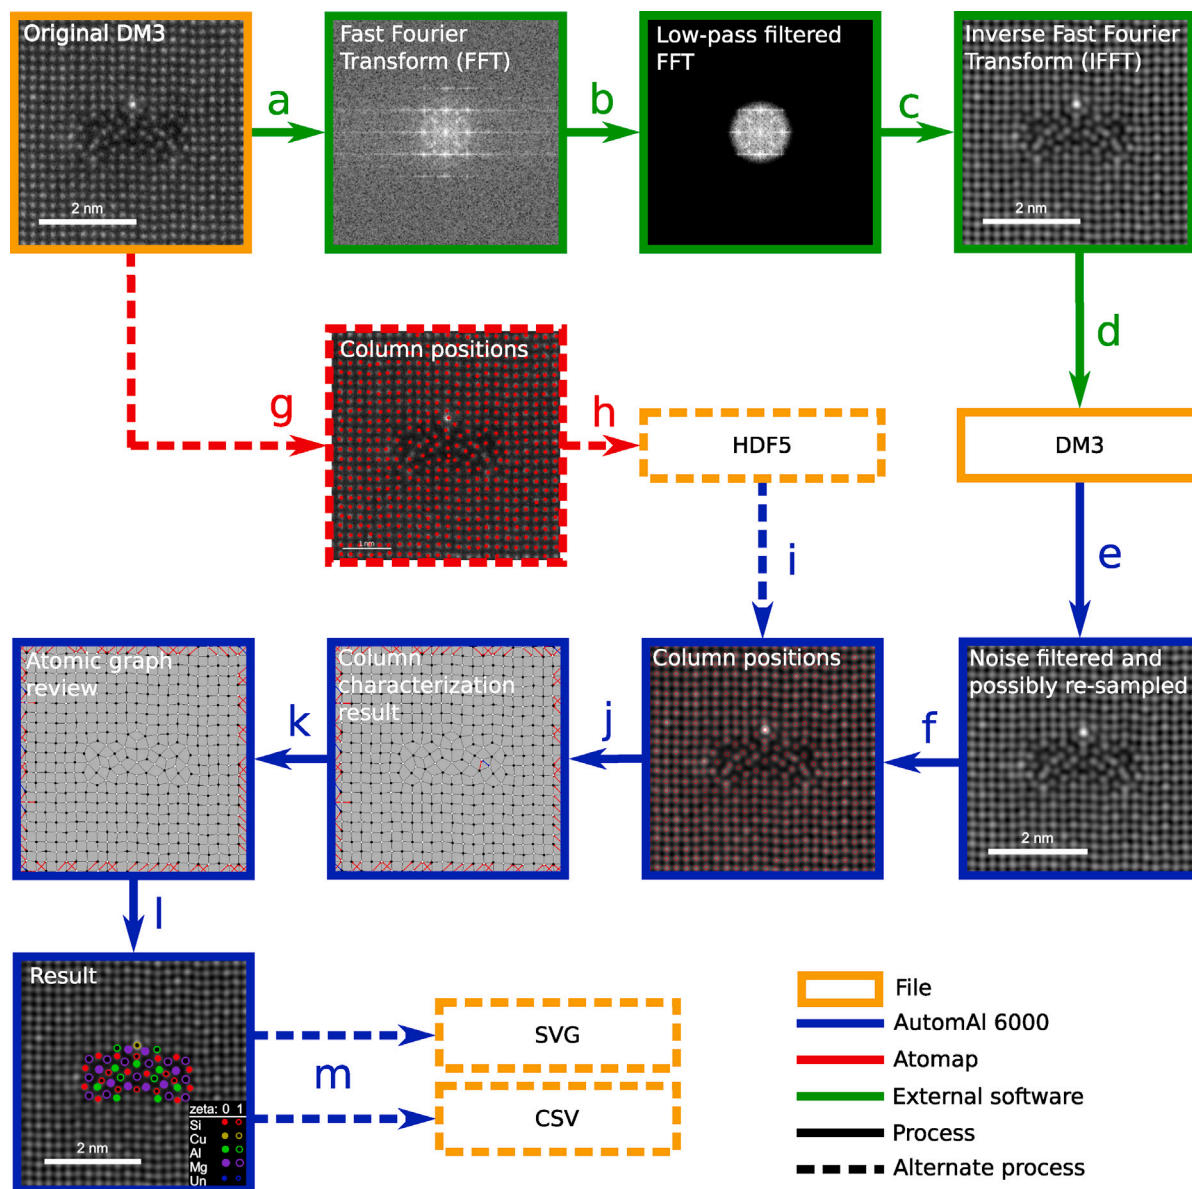 Original DM3
2 nm
a
Fast Fourier
Transform (FFT)
b
Low-pass filtered
FFT
c
Inverse Fast Fourier
Transform (IFFT)
2 nm
d
g
Column positions
1 nm
h
HDF5
DM3
i
e
Atomic graph
review
k
Column
characterization
result
j
Column positions
f
Noise filtered and
possibly re-sampled
2 nm
l
Result
2 nm
zeta: 0 1
Si
Cu
Al
Mg
Un
m
SVG
CSV
File
AutomAl 6000
Atomap
External software
Process
Alternate process